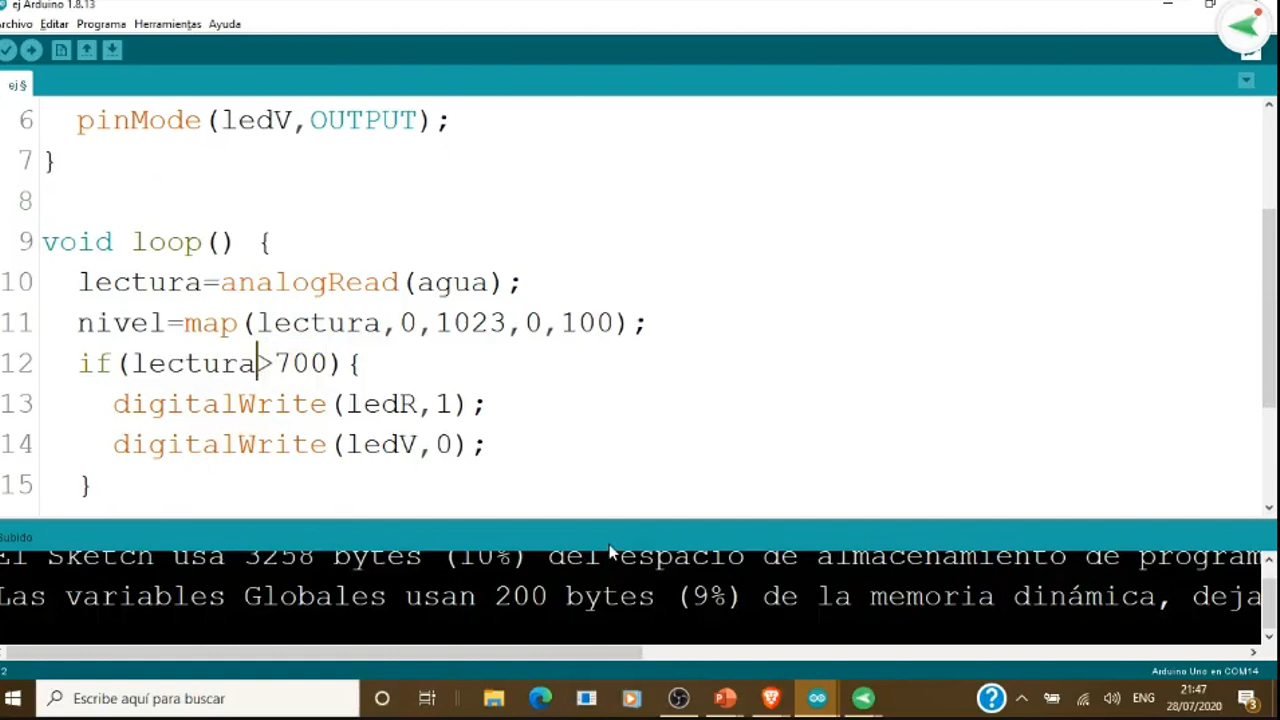 ej Arduino 1.8.13
Archivo Editar Programa Herramientas Ayuda
ej §
6 pinMode(ledV,OUTPUT);
7 }
8
9 void loop() {
10 lectura=analogRead(agua);
11 nivel=map(lectura,0,1023,0,100);
12 if(lectura>700){
13 digitalWrite(ledR,1);
14 digitalWrite(ledV,0);
15 }
Subido
El Sketch usa 3258 bytes (10%) del espacio de almacenamiento de program
Las variables Globales usan 200 bytes (9%) de la memoria dinámica, deja
2 Arduino Uno en COM14
Escribe aquí para buscar
ENG
21:47
28/07/2020
3